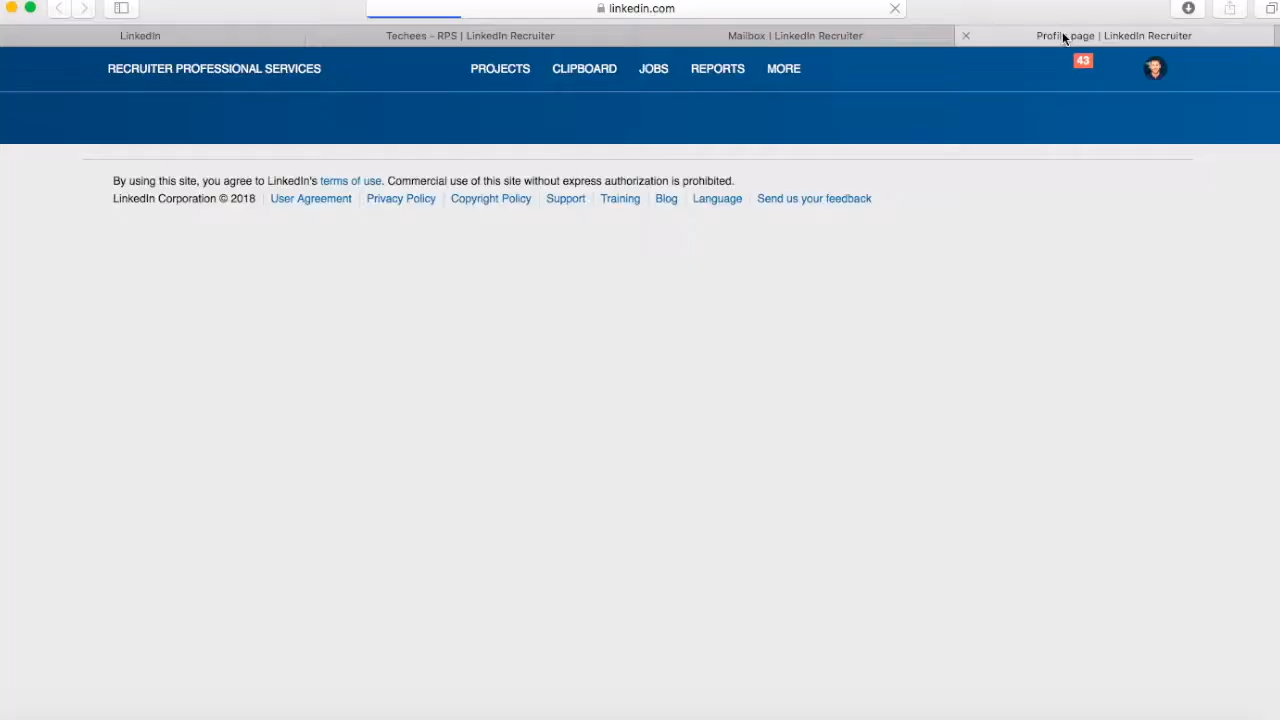 linkedin.com
LinkedIn
Techees – RPS | LinkedIn Recruiter
Mailbox | LinkedIn Recruiter
Profile page | LinkedIn Recruiter
RECRUITER PROFESSIONAL SERVICES
PROJECTS CLIPBOARD JOBS REPORTS MORE
43
By using this site, you agree to LinkedIn's terms of use. Commercial use of this site without express authorization is prohibited.
LinkedIn Corporation © 2018 User Agreement Privacy Policy Copyright Policy Support Training Blog Language Send us your feedback